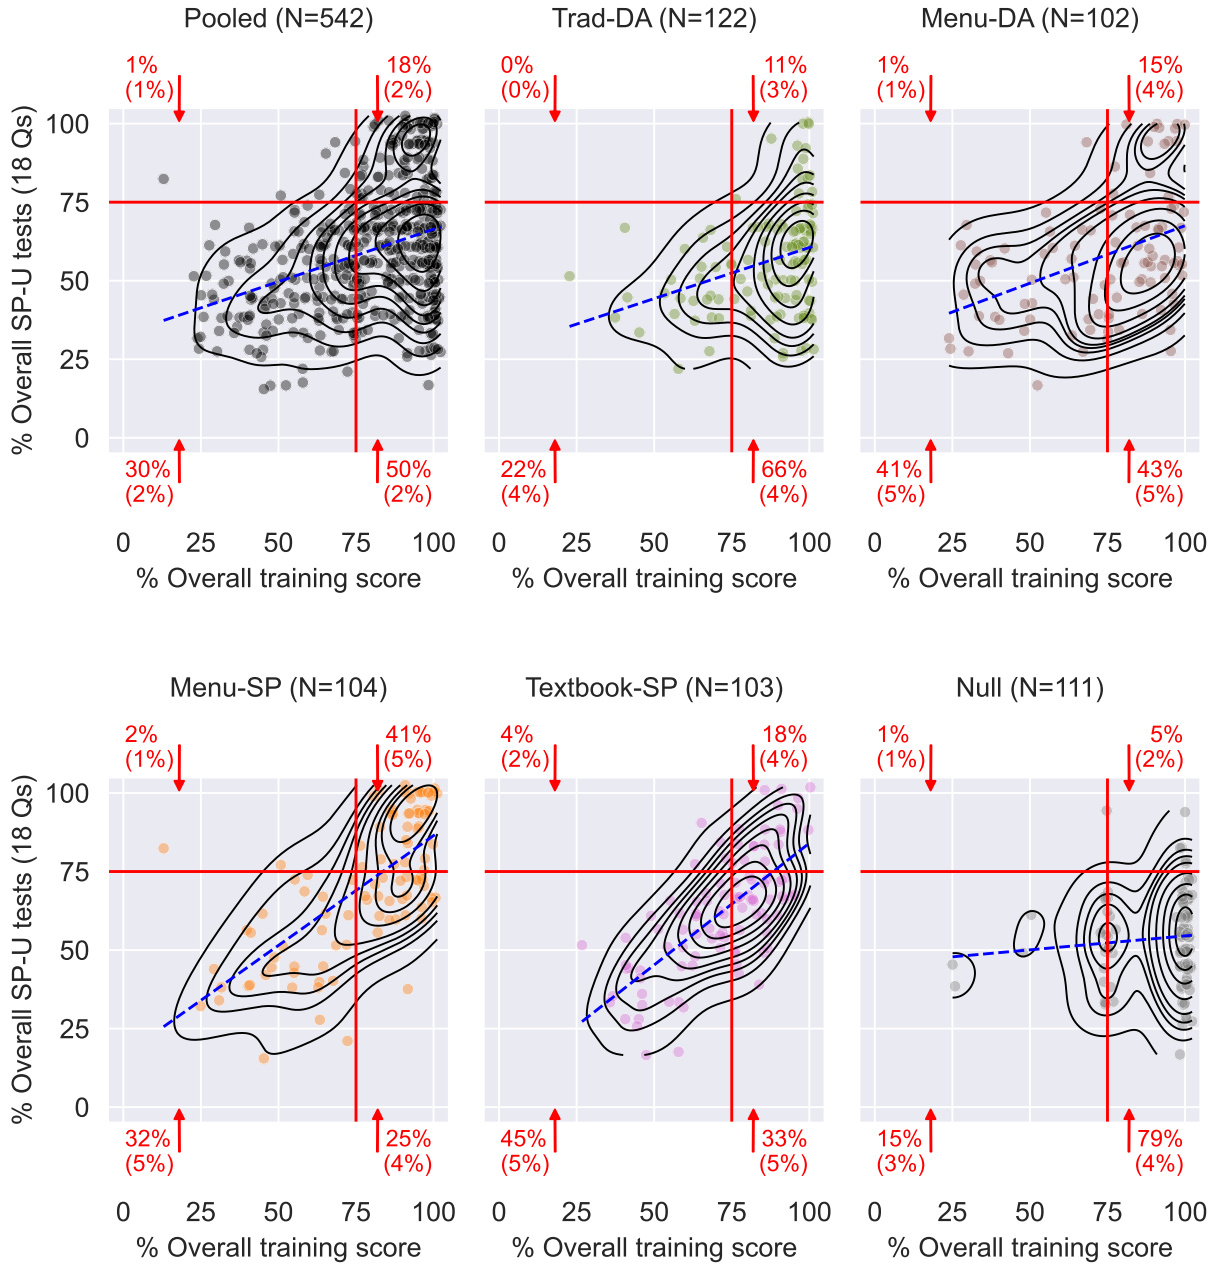 Pooled (N=542)
Trad-DA (N=122)
Menu-DA (N=102)
1%
(1%)
18%
(2%)
0%
(0%)
11%
(3%)
1%
(1%)
15%
(4%)
% Overall SP-U tests (18 Qs)
100
75
50
25
0
30%
(2%)
50%
(2%)
22%
(4%)
66%
(4%)
41%
(5%)
43%
(5%)
0 25 50 75 100
0 25 50 75 100
0 25 50 75 100
% Overall training score
% Overall training score
% Overall training score
Menu-SP (N=104)
Textbook-SP (N=103)
Null (N=111)
2%
(1%)
41%
(5%)
4%
(2%)
18%
(4%)
1%
(1%)
5%
(2%)
% Overall SP-U tests (18 Qs)
100
75
50
25
0
32%
(5%)
25%
(4%)
45%
(5%)
33%
(5%)
15%
(3%)
79%
(4%)
0 25 50 75 100
0 25 50 75 100
0 25 50 75 100
% Overall training score
% Overall training score
% Overall training score